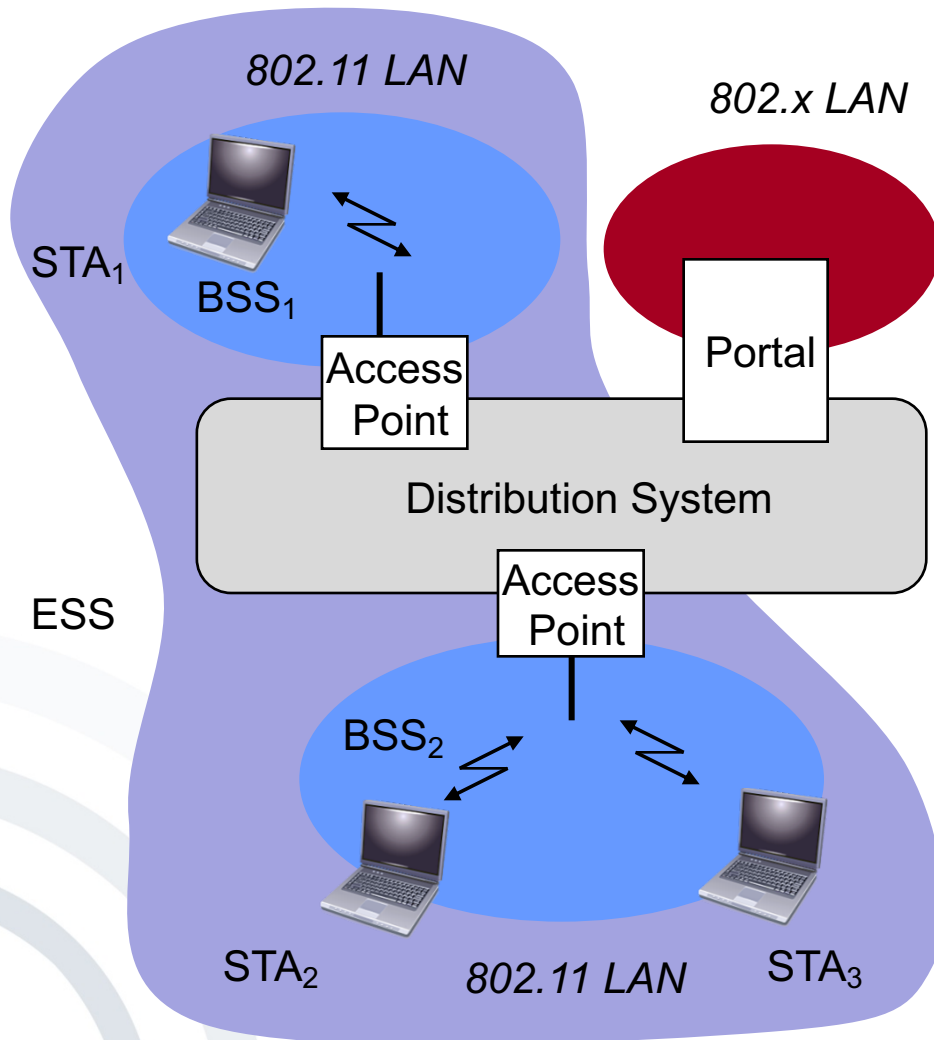 802.11 LAN
802.x LAN
STA₁
BSS₁
Access
Point
Portal
Distribution System
Access
Point
ESS
BSS₂
STA₂
802.11 LAN
STA₃